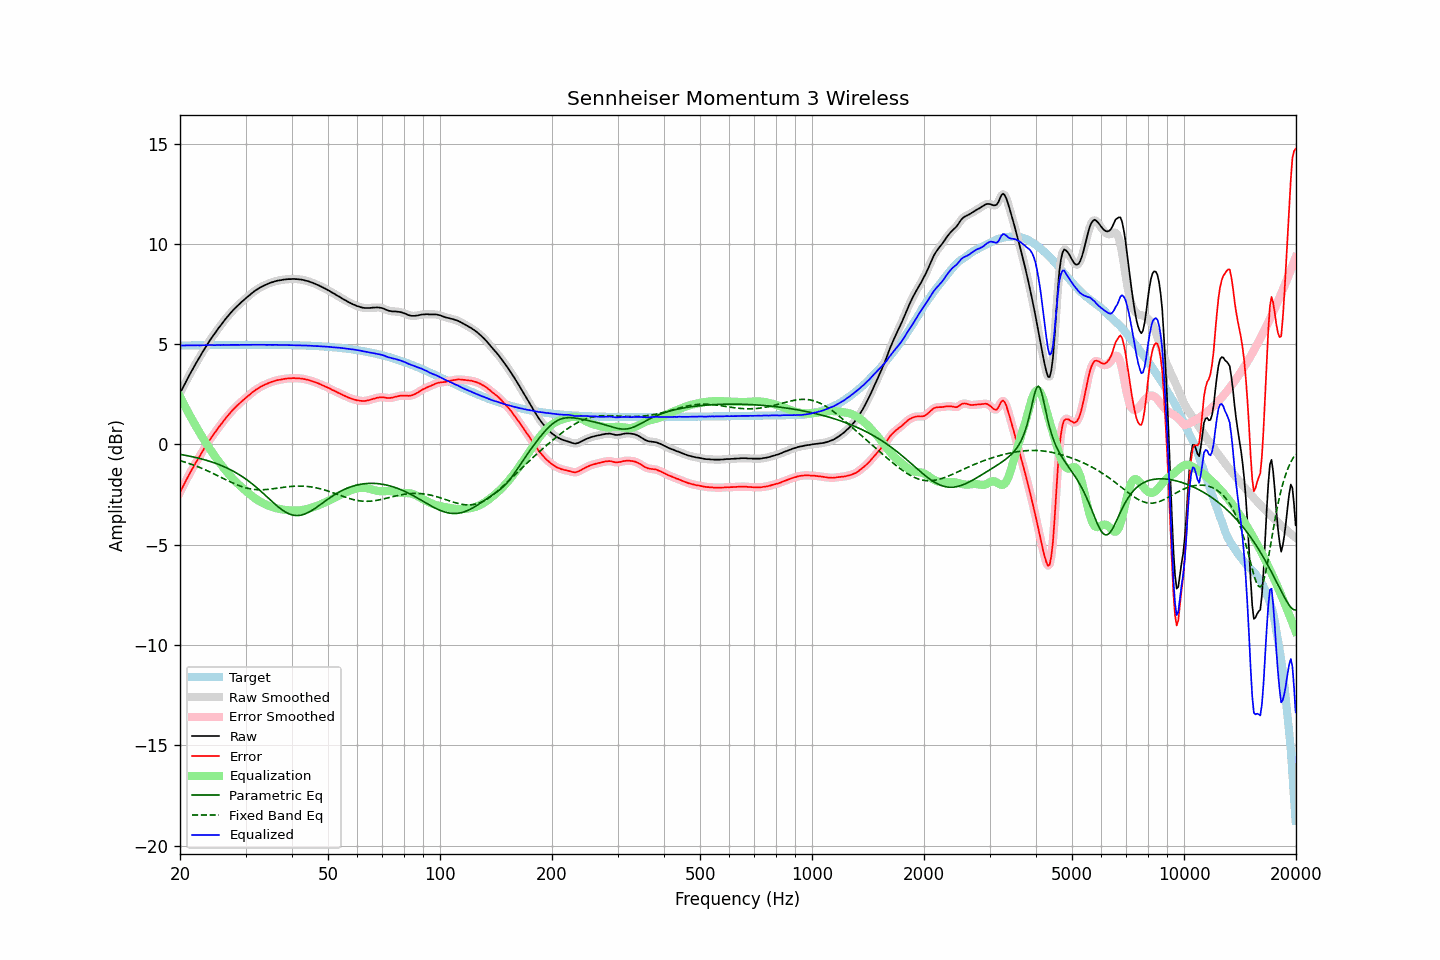 Sennheiser Momentum 3 Wireless
Amplitude (dBr)
15
10
5
0
−5
−10
−15
−20
Target
Raw Smoothed
Error Smoothed
Raw
Error
Equalization
Parametric Eq
Fixed Band Eq
Equalized
20 50 100 200 500 1000 2000 5000 10000 20000
Frequency (Hz)